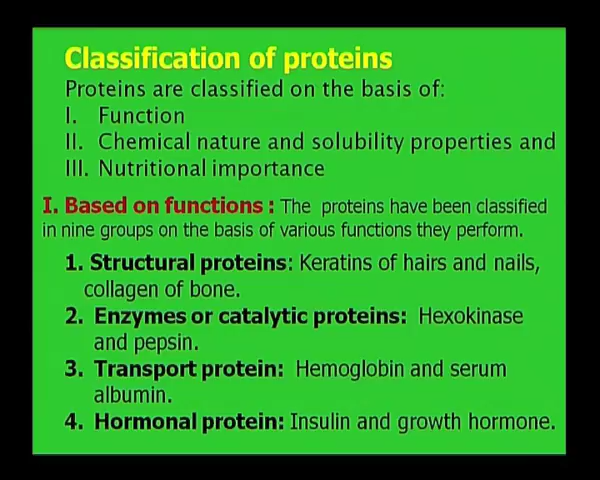 Classification of proteins
Proteins are classified on the basis of:
I. Function
II. Chemical nature and solubility properties and
III. Nutritional importance
I. Based on functions : The proteins have been classified
in nine groups on the basis of various functions they perform.
1. Structural proteins: Keratins of hairs and nails,
collagen of bone.
2. Enzymes or catalytic proteins: Hexokinase
and pepsin.
3. Transport protein: Hemoglobin and serum
albumin.
4. Hormonal protein: Insulin and growth hormone.